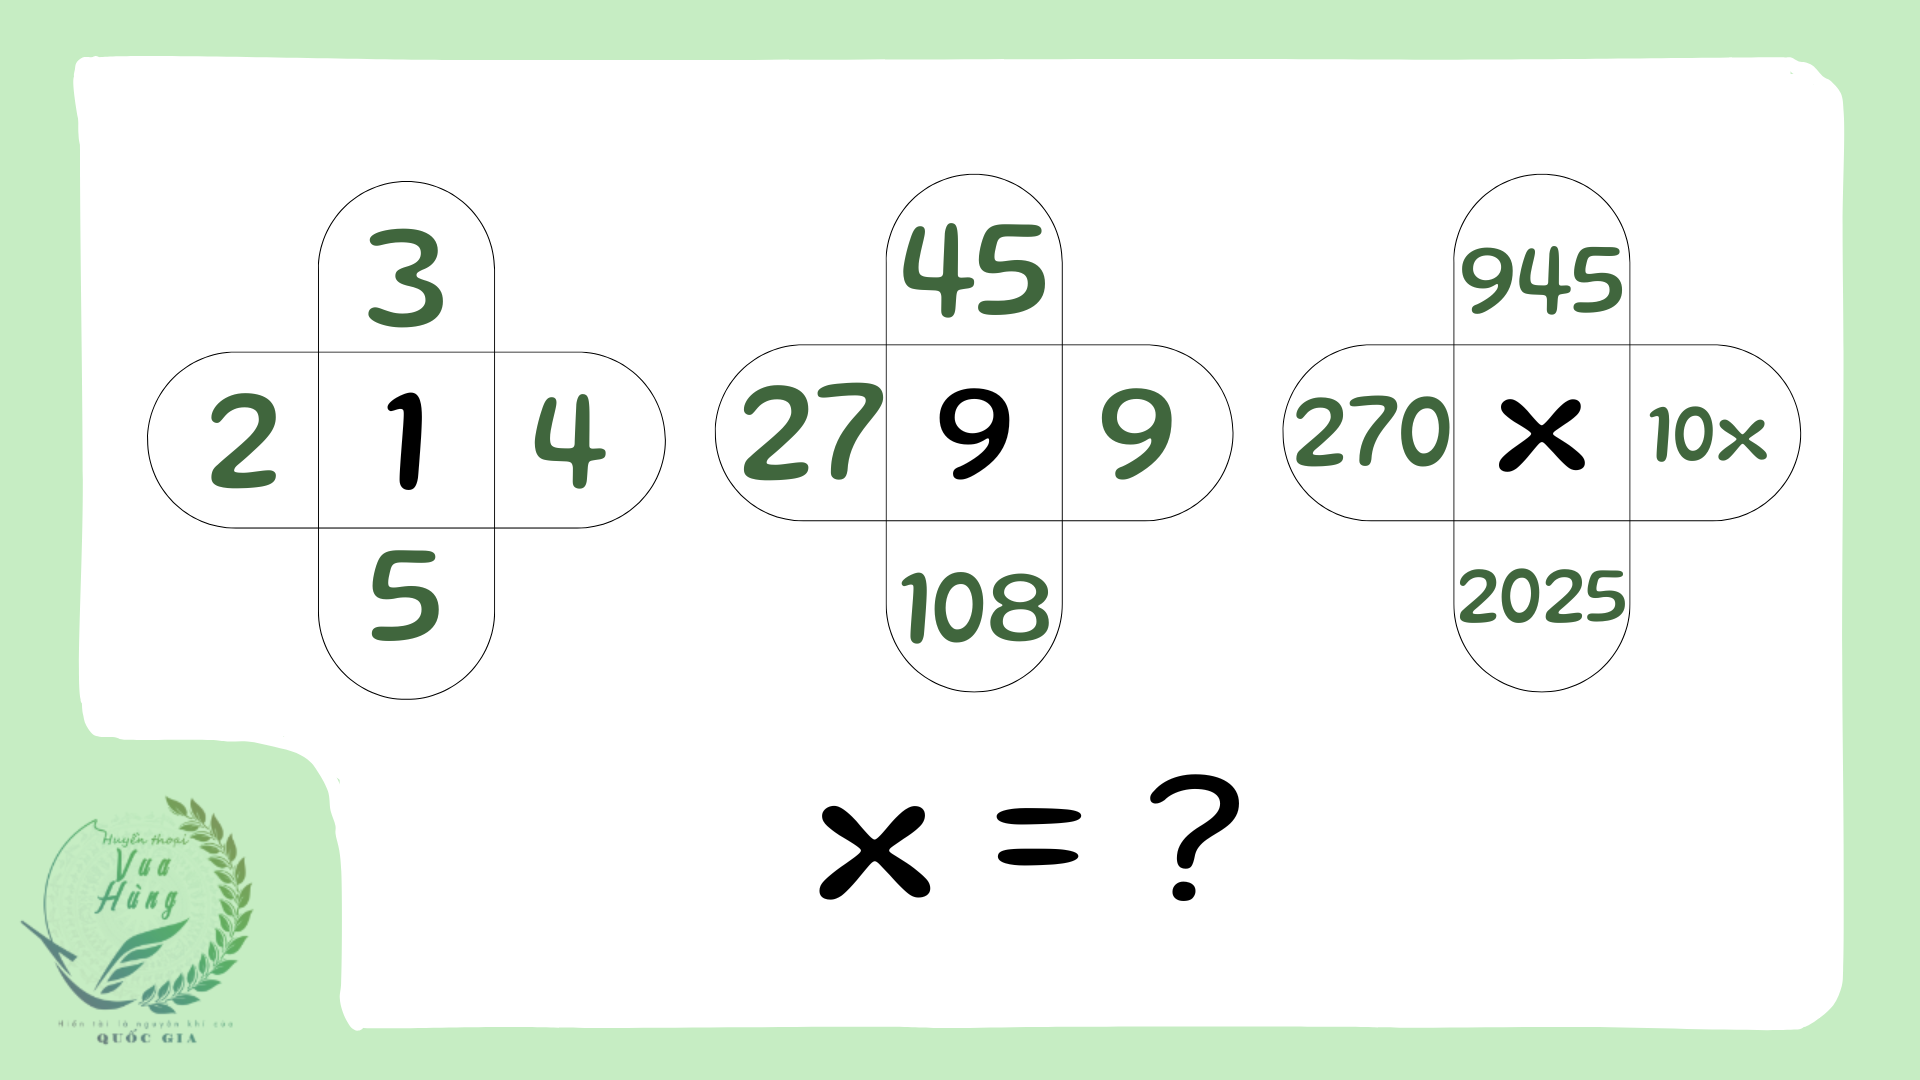 3
2 1 4
5
45
27 9 9
108
945
270 x 10x
2025
x = ?
Huyền thoại
Vua
Hùng
Hiền tài là nguyên khí của
QUỐC GIA